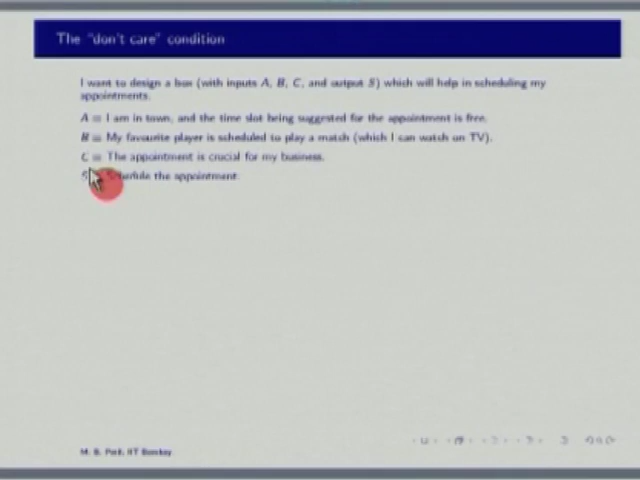 The "don't care" condition
I want to design a box (with inputs A, B, C, and output S) which will help in scheduling my
appointments.
A ≡ I am in town, and the time slot being suggested for the appointment is free.
B ≡ My favourite player is scheduled to play a match (which I can watch on TV).
C ≡ The appointment is crucial for my business.
S Schedule the appointment.
M. B. Patil, IIT Bombay